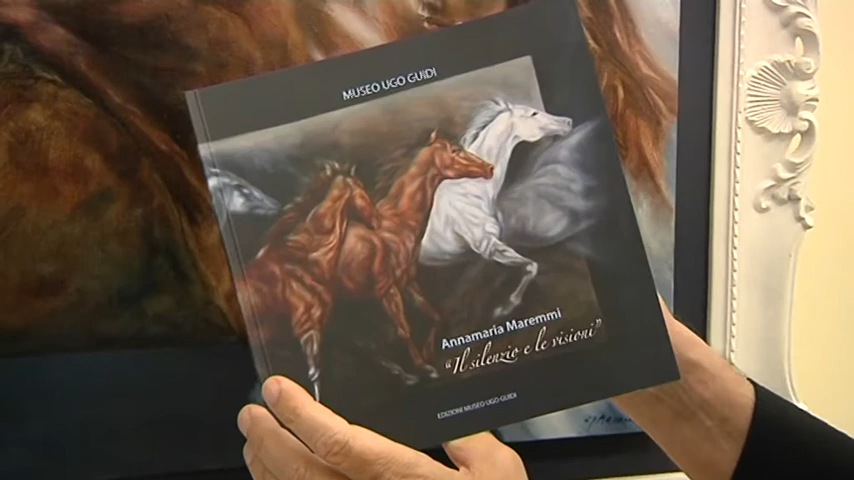 MUSEO UGO GUIDI
Annamaria Maremmi
"Il silenzio e le visioni"
EDIZIONI MUSEO UGO GUIDI